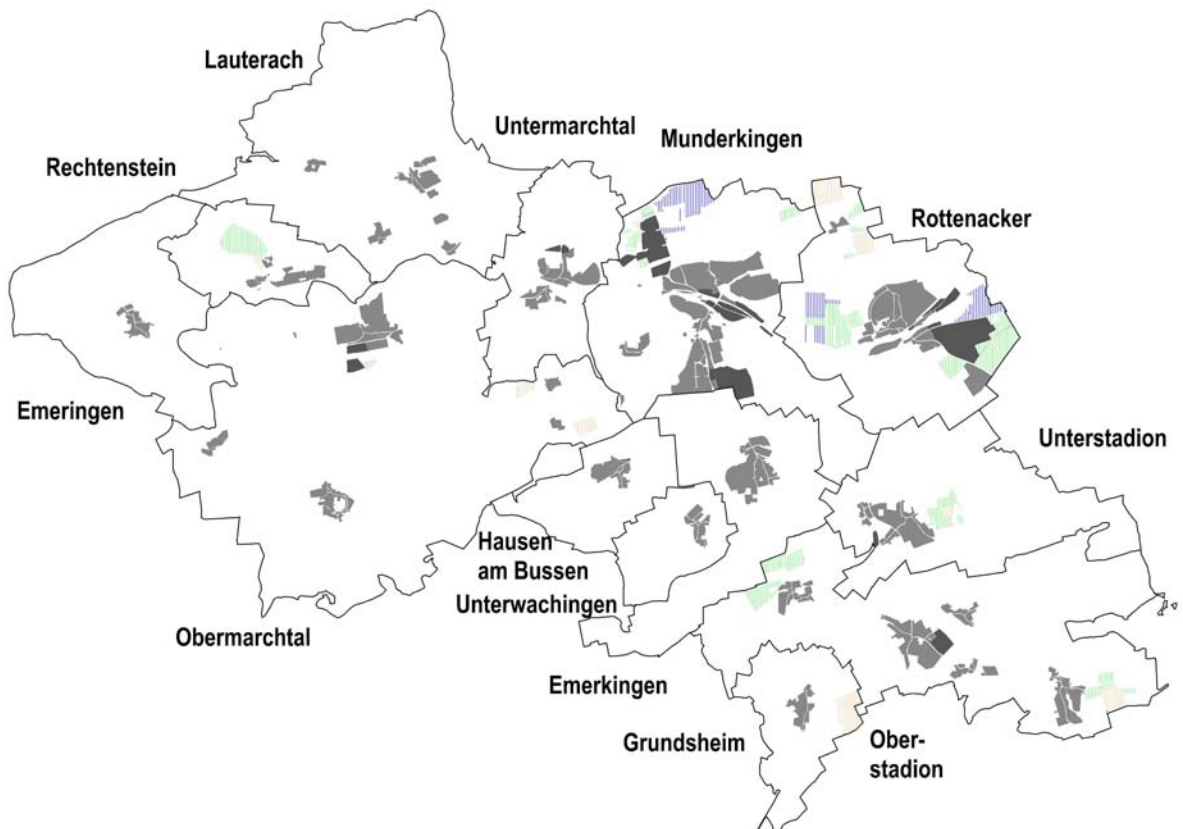 Lauterach
Untermarchtal
Munderkingen
Rechtenstein
Rottenacker
Emeringen
Unterstadion
Hausen
am Bussen
Unterwachingen
Obermarchtal
Emerkingen
Grundsheim
Ober-
stadion